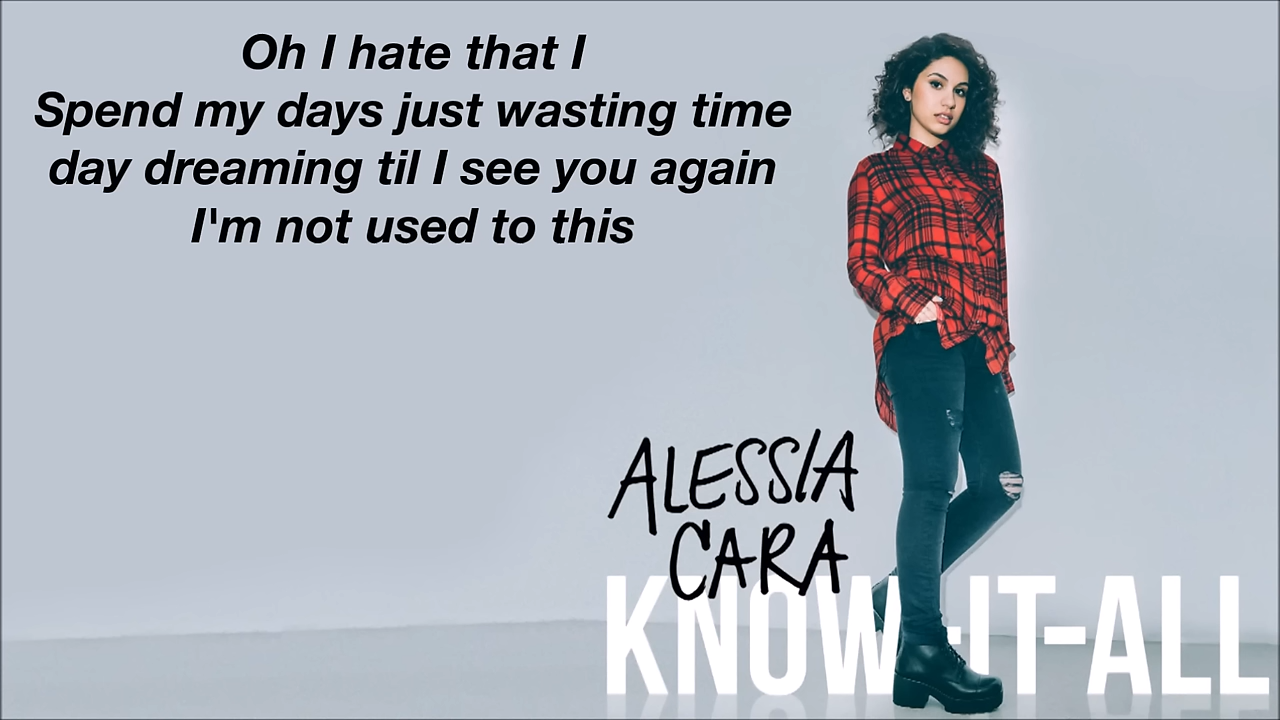 Oh I hate that I
Spend my days just wasting time
day dreaming til I see you again
I'm not used to this
ALESSIA
CARA
KNOW-IT-ALL